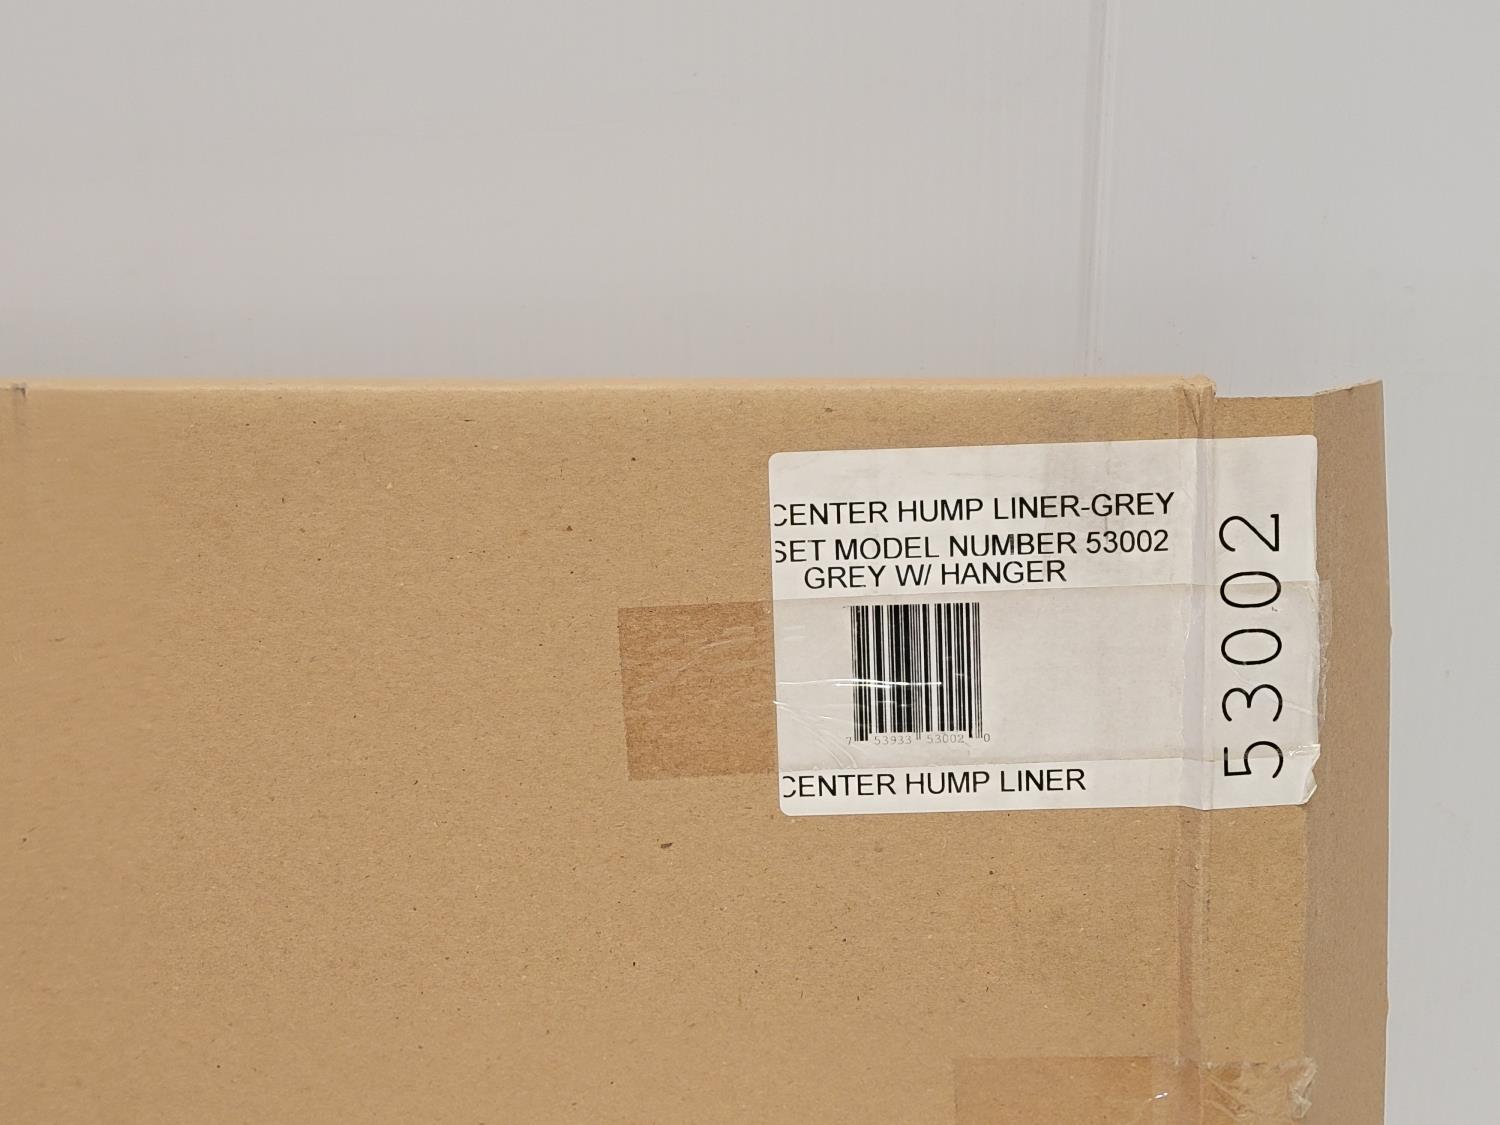 CENTER HUMP LINER-GREY
SET MODEL NUMBER 53002
GREY W/ HANGER
7 53933 53002 0
CENTER HUMP LINER
53002